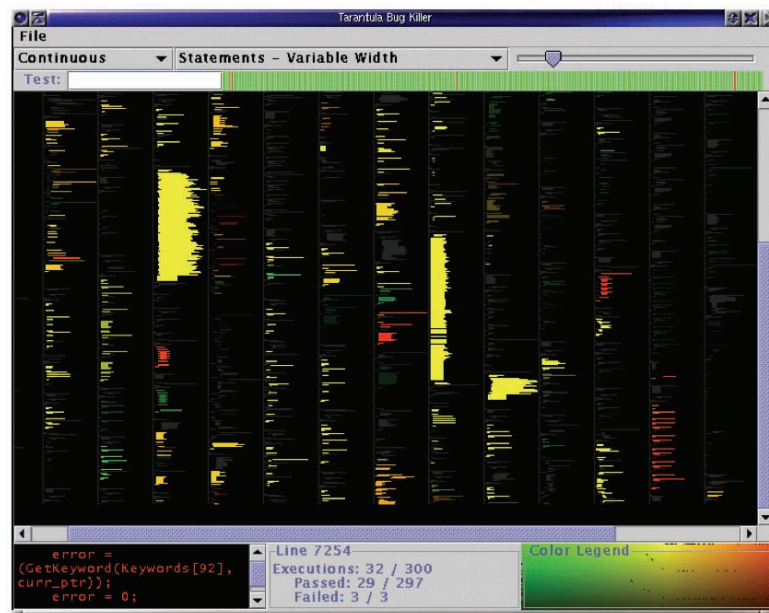 Tarantula Bug Killer
File
Continuous
Statements – Variable Width
Test:
error =
(GetKeyword(Keywords[92],
curr_ptr));
error = 0;
Line 7254
Executions: 32 / 300
Passed: 29 / 297
Failed: 3 / 3
Color Legend